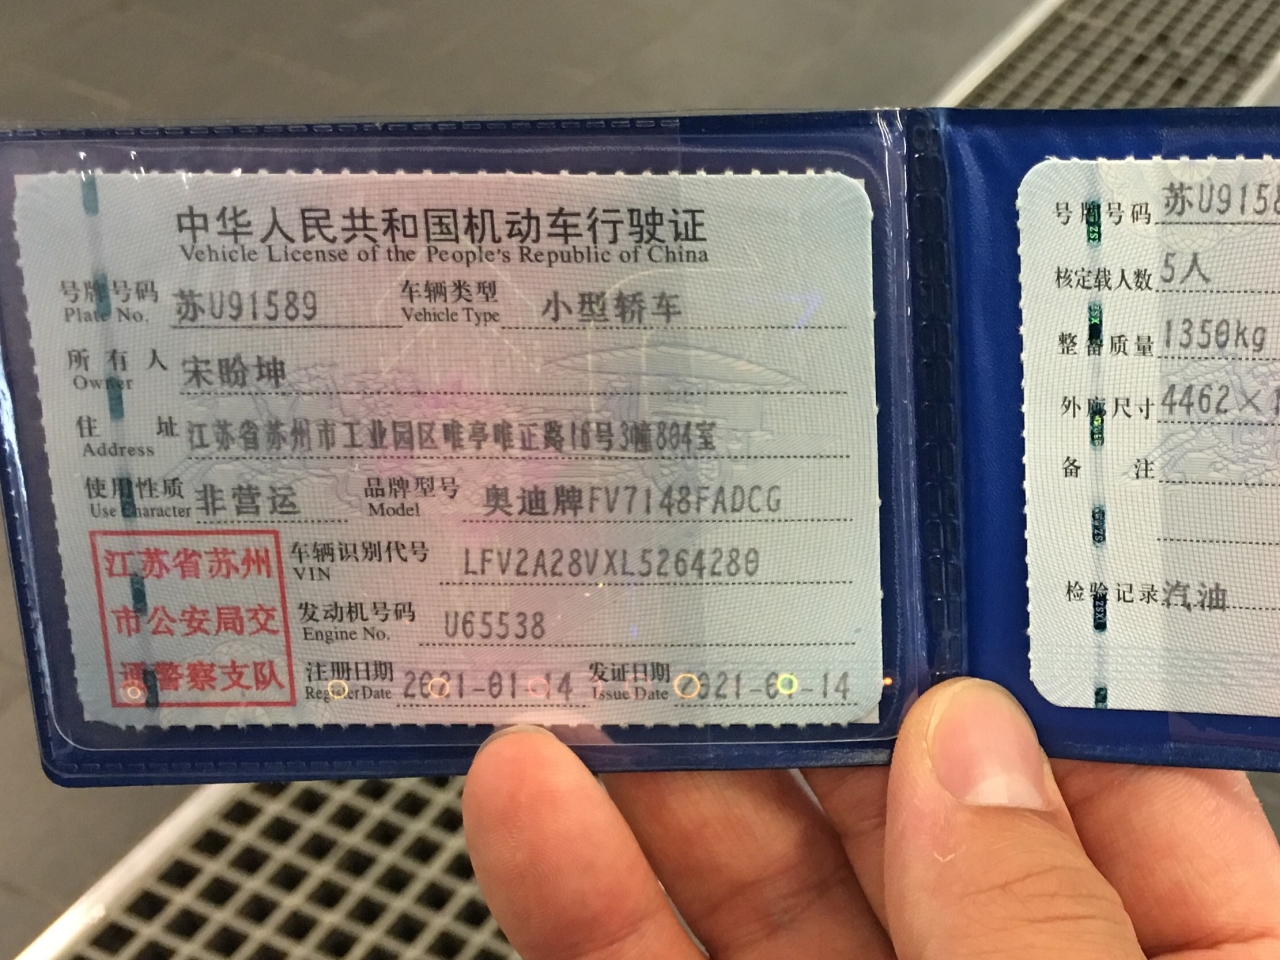 中华人民共和国机动车行驶证
Vehicle License of the People's Republic of China
号牌号码 苏U91589 车辆类型 小型轿车
Plate No. Vehicle Type
所有人 宋盼坤
Owner
住址 江苏省苏州市工业园区唯亭唯正路16号3幢804室
Address
使用性质 非营运 品牌型号 奥迪牌FV7148FADCG
Use Character Model
车辆识别代号 LFV2A28VXL5264280
VIN
发动机号码 U65538
Engine No.
注册日期 2021-01-14 发证日期 2021-01-14
Register Date Issue Date
江苏省苏州
市公安局交
通警察支队
号牌号码 苏U9158
核定载人数 5人
整备质量 1350kg
外廓尺寸 4462×
备注
检验记录 汽油